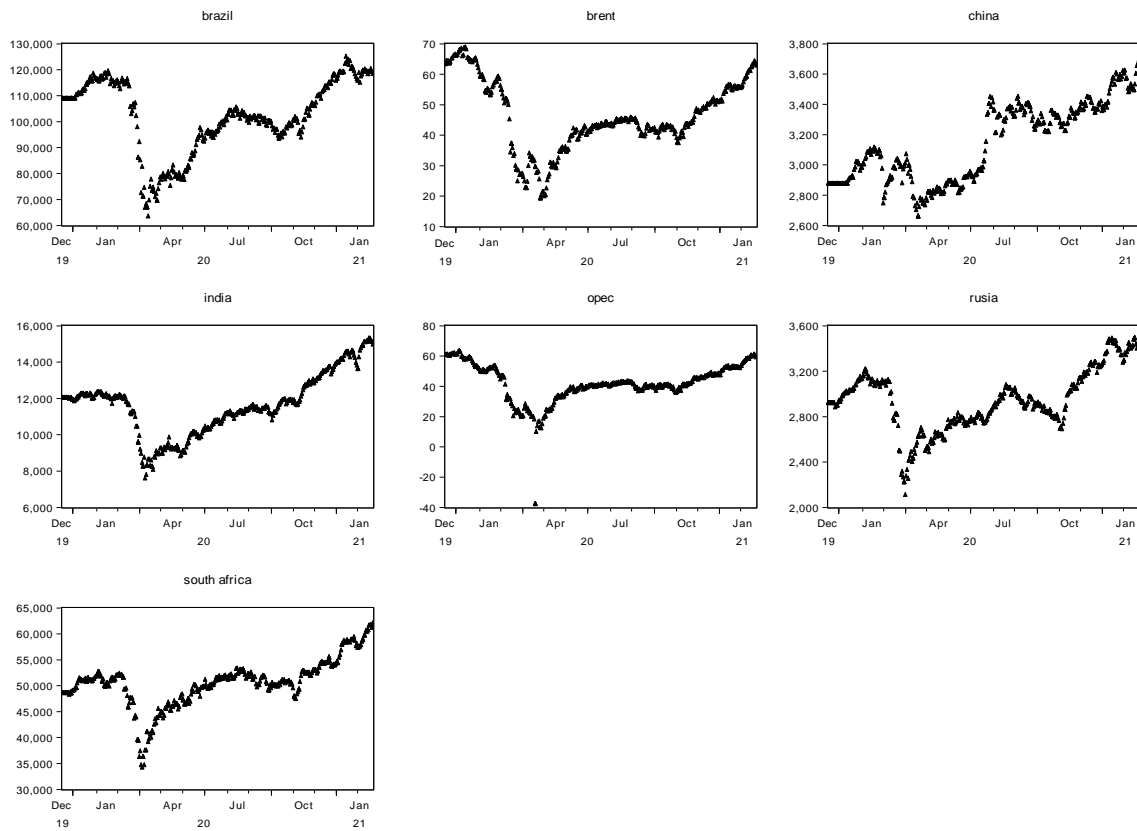 brazil
130,000
120,000
110,000
100,000
90,000
80,000
70,000
60,000
Dec Jan Apr Jul Oct Jan
19 20 21
brent
70
60
50
40
30
20
10
Dec Jan Apr Jul Oct Jan
19 20 21
china
3,800
3,600
3,400
3,200
3,000
2,800
2,600
Dec Jan Apr Jul Oct Jan
19 20 21
india
16,000
14,000
12,000
10,000
8,000
6,000
Dec Jan Apr Jul Oct Jan
19 20 21
opec
80
60
40
20
0
-20
-40
Dec Jan Apr Jul Oct Jan
19 20 21
rusia
3,600
3,200
2,800
2,400
2,000
Dec Jan Apr Jul Oct Jan
19 20 21
south africa
65,000
60,000
55,000
50,000
45,000
40,000
35,000
30,000
Dec Jan Apr Jul Oct Jan
19 20 21